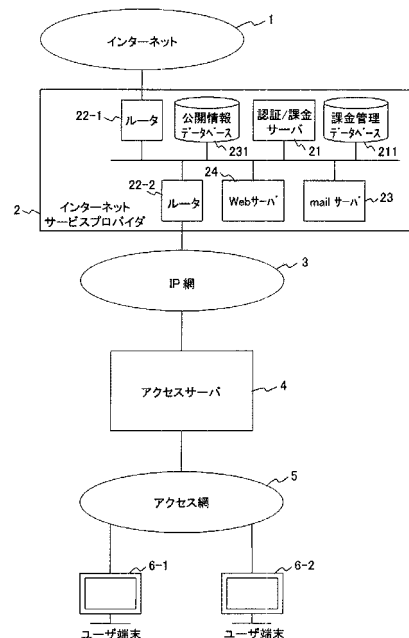 1
インターネット
22-1
ルータ
公開情報
データベース
231
認証/課金
サーバ
21
課金管理
データベース
211
22-2
ルータ
24
Webサーバ
mail サーバ
23
2
インターネット
サービスプロバイダ
3
IP 網
アクセスサーバ
4
5
アクセス網
6-1
6-2
ユーザ端末
ユーザ端末